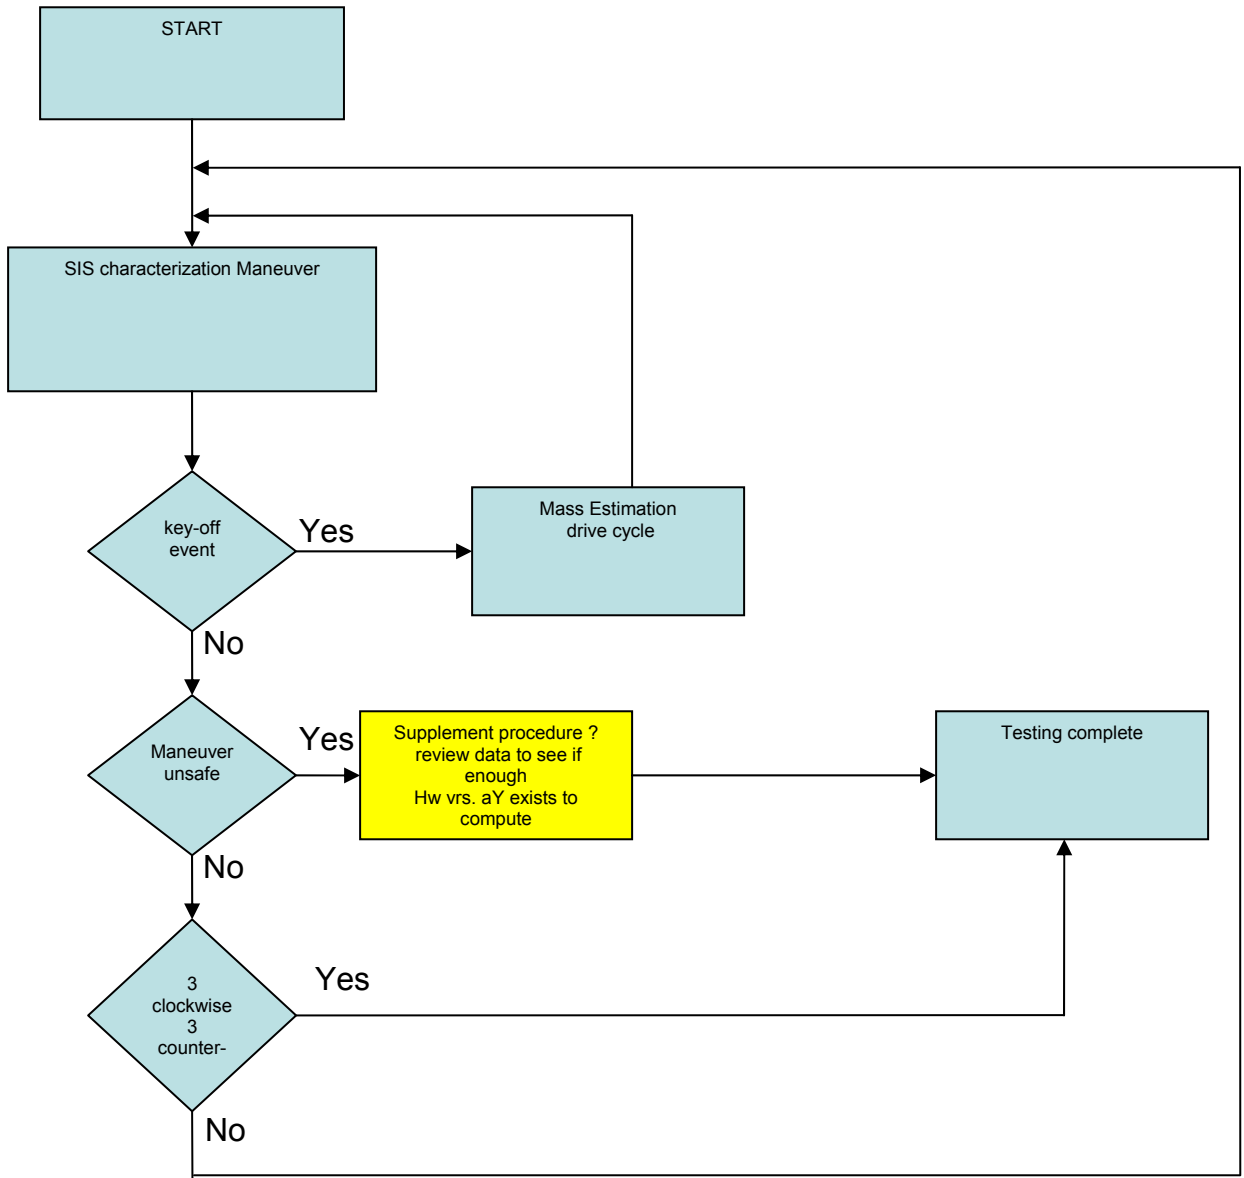 START
SIS characterization Maneuver
key-off
event
Yes
Mass Estimation
drive cycle
No
Maneuver
unsafe
Yes
Supplement procedure ?
review data to see if
enough
Hw vrs. aY exists to
compute
Testing complete
No
3
clockwise
3
counter-
Yes
No